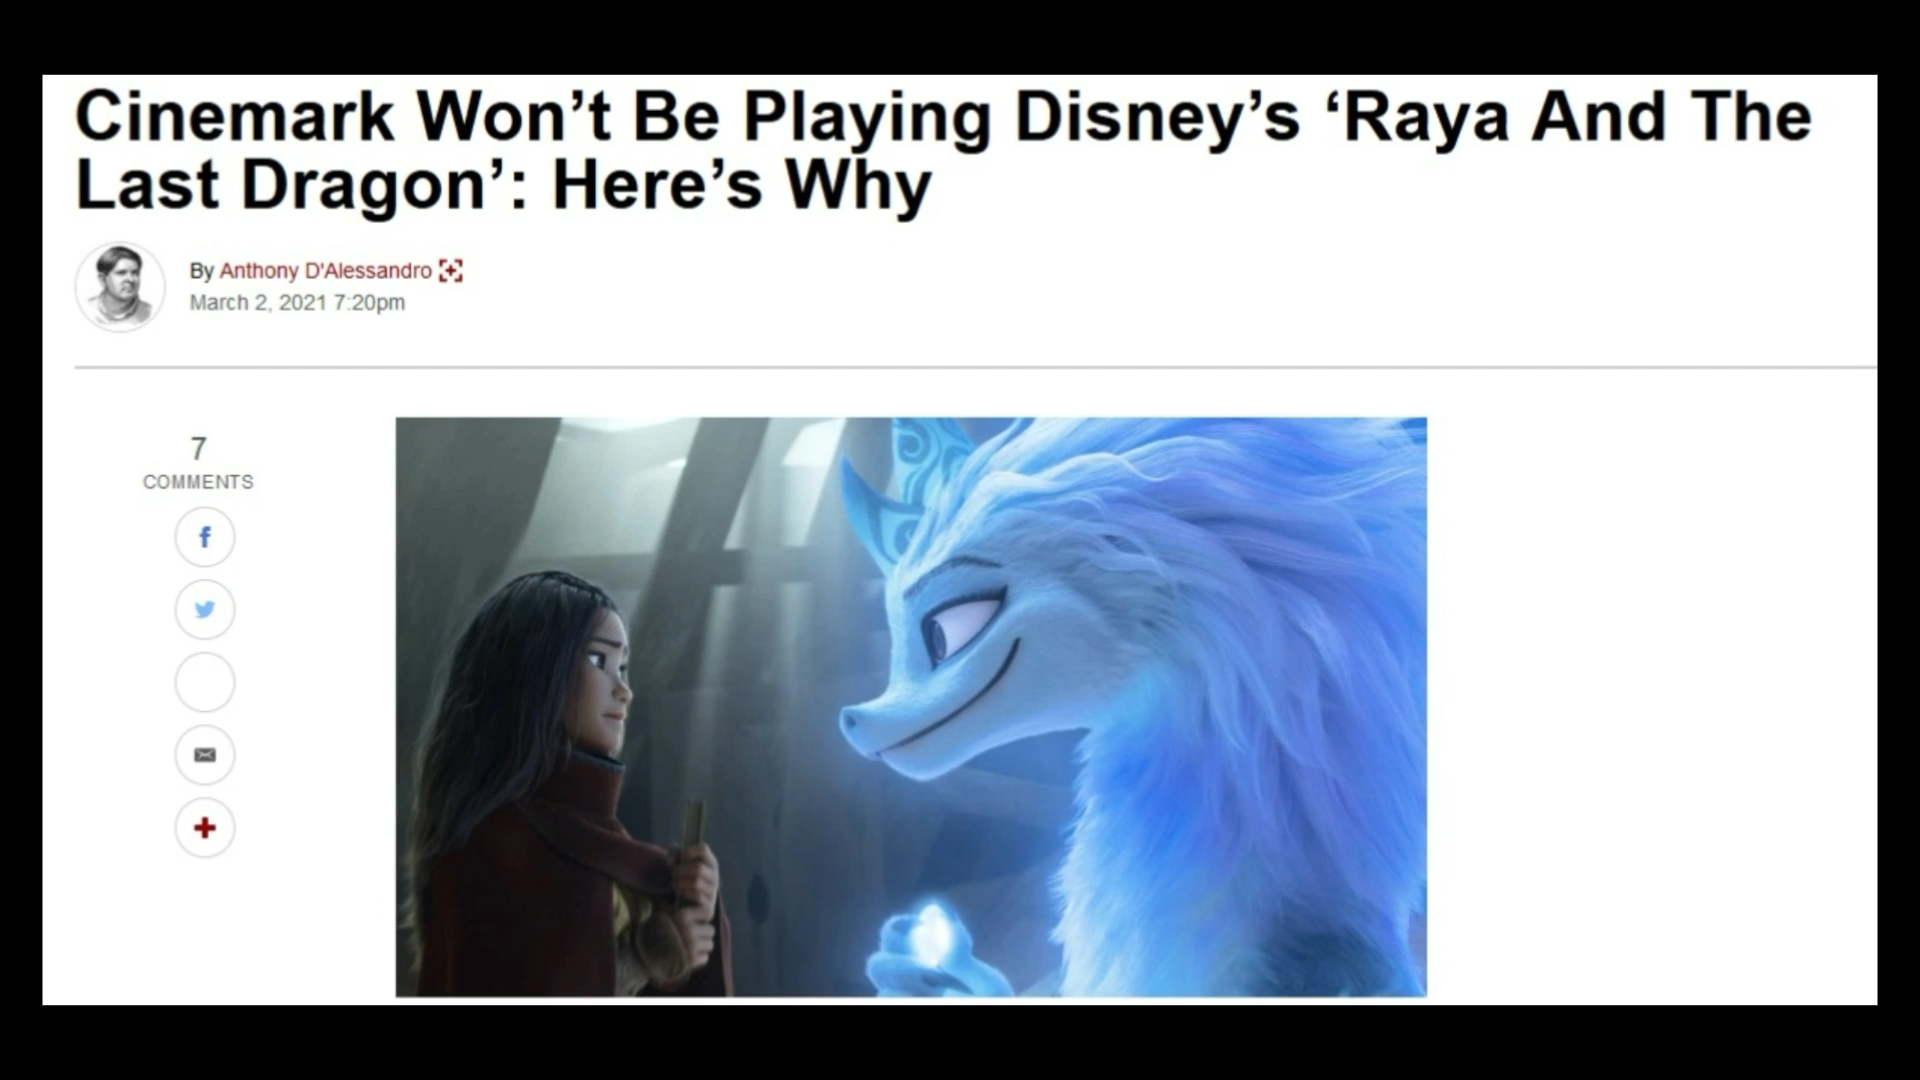 Cinemark Won’t Be Playing Disney’s ‘Raya And The
Last Dragon’: Here’s Why
By Anthony D'Alessandro
March 2, 2021 7:20pm
7
COMMENTS